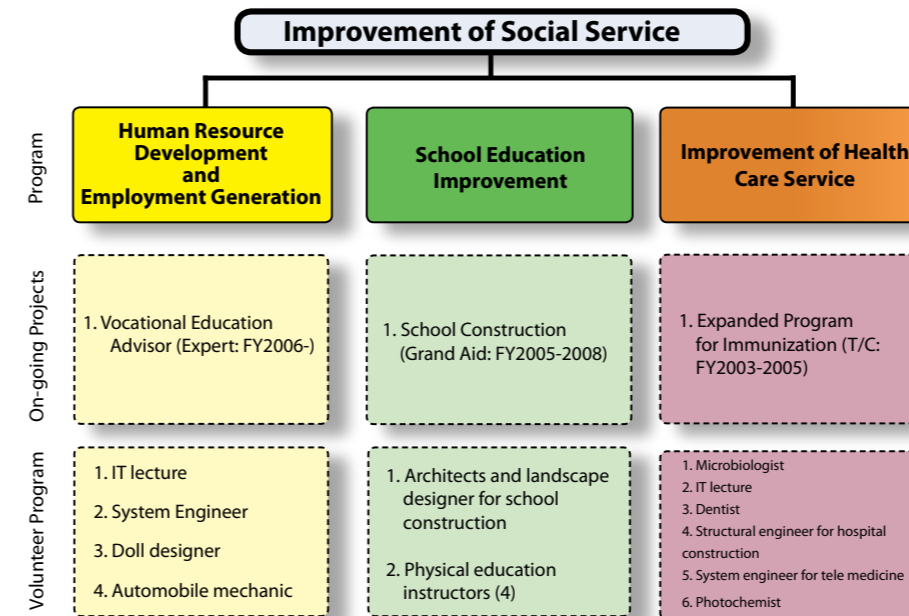 Improvement of Social Service
Program
Human Resource
Development
and
Employment Generation
School Education
Improvement
Improvement of Health
Care Service
On-going Projects
1. Vocational Education
Advisor (Expert: FY2006-)
1. School Construction
(Grand Aid: FY2005-2008)
1. Expanded Program
for Immunization (T/C:
FY2003-2005)
Volunteer Program
1. IT lecture
2. System Engineer
3. Doll designer
4. Automobile mechanic
1. Architects and landscape
designer for school
construction
2. Physical education
instructors (4)
1. Microbiologist
2. IT lecture
3. Dentist
4. Structural engineer for hospital
construction
5. System engineer for tele medicine
6. Photochemist